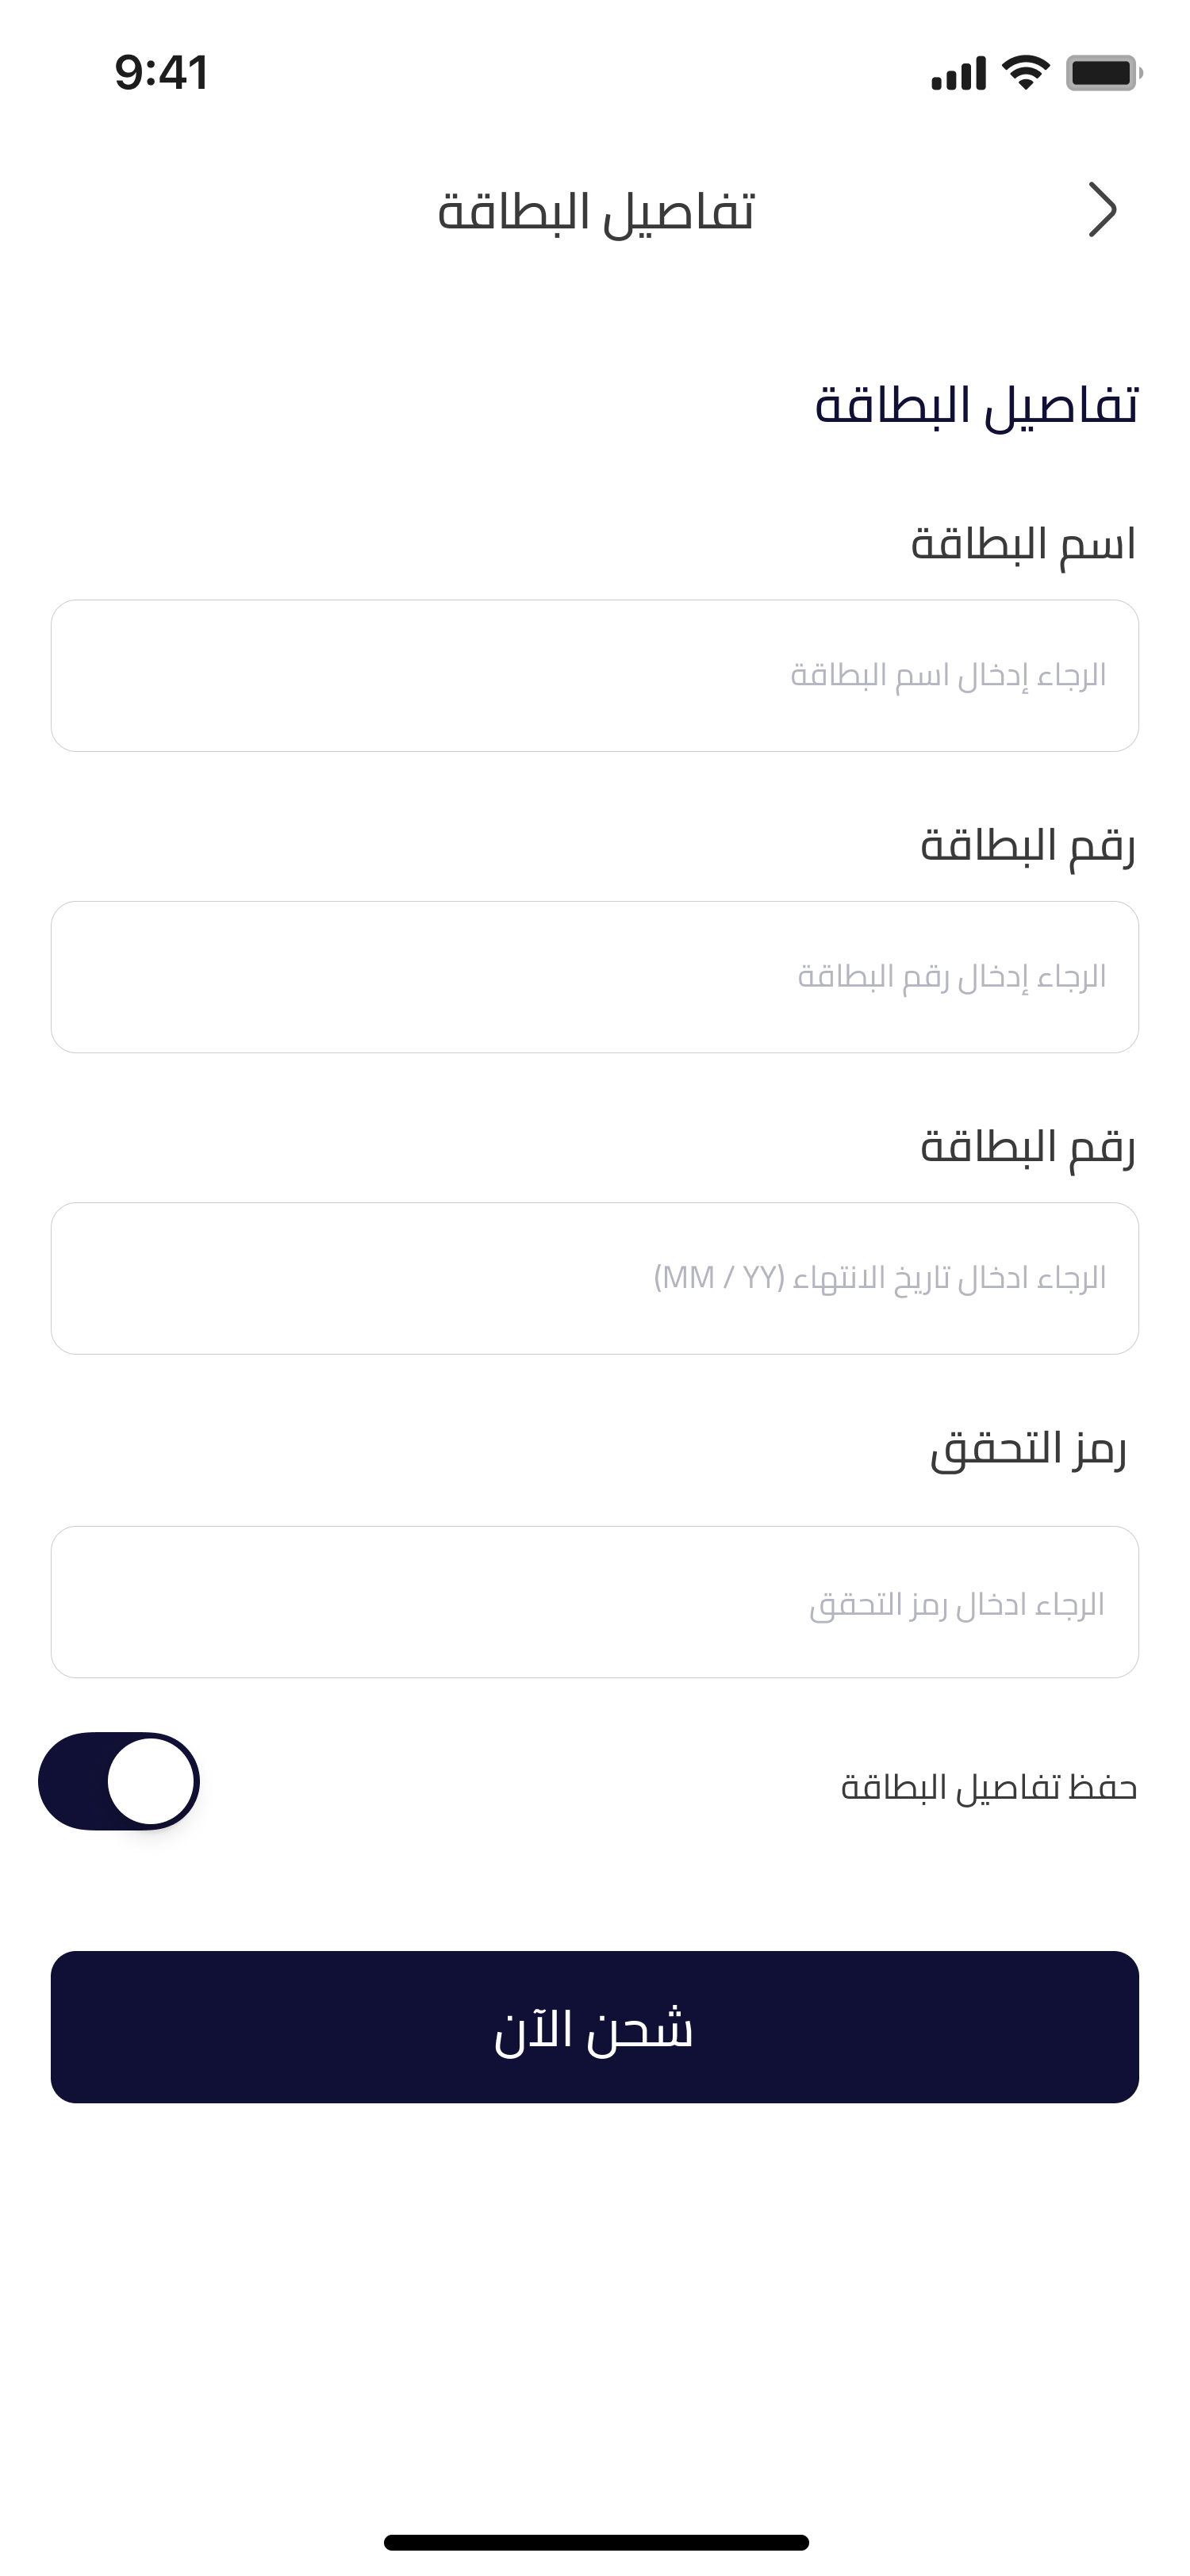 9:41
تفاصيل البطاقة
تفاصيل البطاقة
اسم البطاقة
الرجاء إدخال اسم البطاقة
رقم البطاقة
الرجاء إدخال رقم البطاقة
رقم البطاقة
الرجاء ادخال تاريخ الانتهاء (MM / YY)
رمز التحقق
الرجاء ادخال رمز التحقق
حفظ تفاصيل البطاقة
شحن الآن